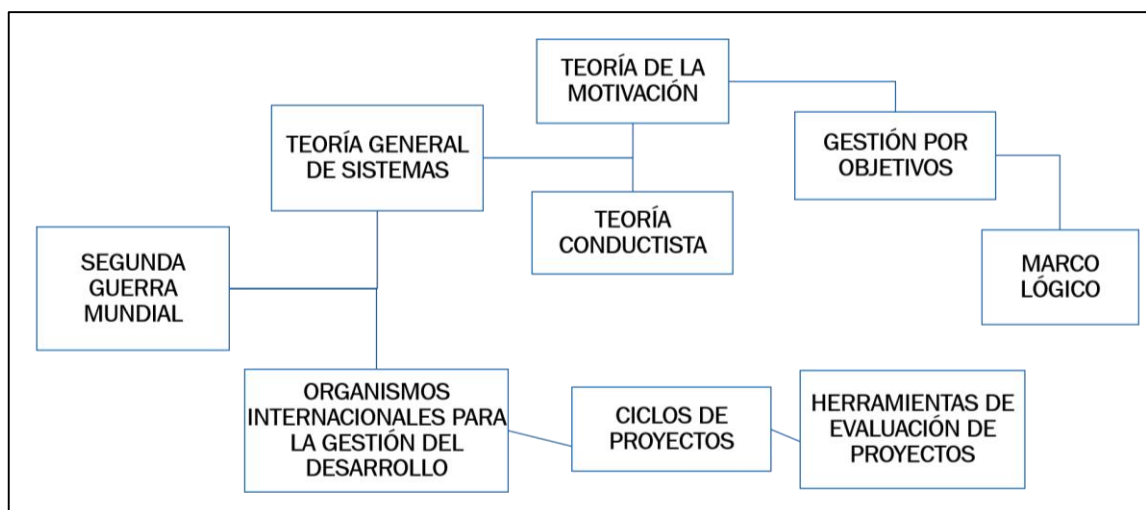 TEORÍA DE LA
MOTIVACIÓN
TEORÍA GENERAL
DE SISTEMAS
GESTIÓN POR
OBJETIVOS
TEORÍA
CONDUCTISTA
SEGUNDA
GUERRA
MUNDIAL
MARCO
LÓGICO
ORGANISMOS
INTERNACIONALES PARA
LA GESTIÓN DEL
DESARROLLO
CICLOS DE
PROYECTOS
HERRAMIENTAS DE
EVALUACIÓN DE
PROYECTOS